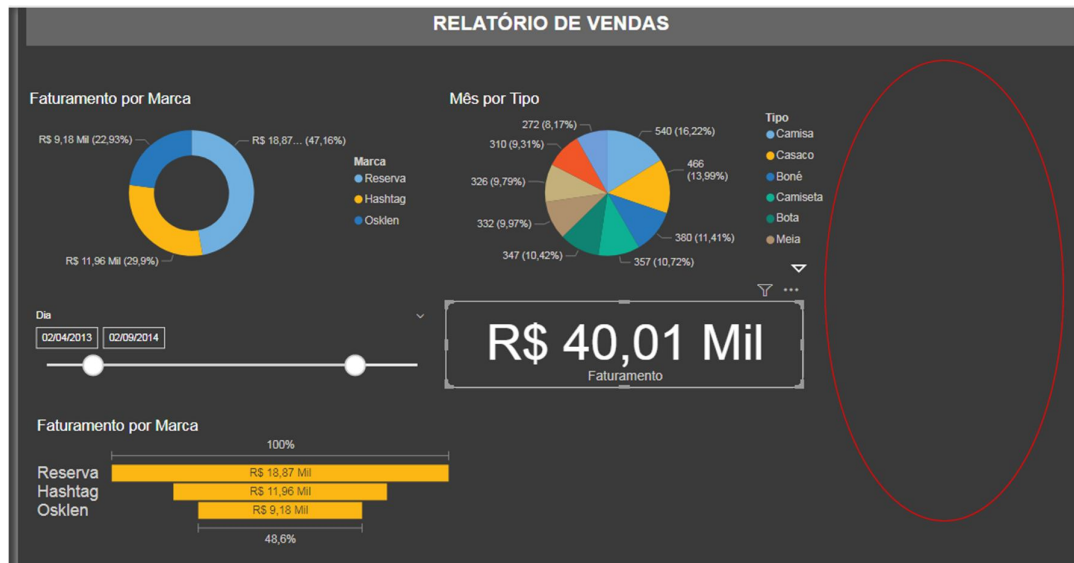 RELATÓRIO DE VENDAS
Faturamento por Marca
R$ 9,18 Mil (22,93%)
R$ 18,87... (47,16%)
R$ 11,96 Mil (29,9%)
Marca
Reserva
Hashtag
Osklen
Mês por Tipo
272 (8,17%)
540 (16,22%)
310 (9,31%)
466
(13,99%)
326 (9,79%)
332 (9,97%)
380 (11,41%)
347 (10,42%)
357 (10,72%)
Tipo
Camisa
Casaco
Boné
Camiseta
Bota
Meia
Dia
02/04/2013 02/09/2014
R$ 40,01 Mil
Faturamento
Faturamento por Marca
100%
Reserva R$ 18,87 Mil
Hashtag R$ 11,96 Mil
Osklen R$ 9,18 Mil
48,6%